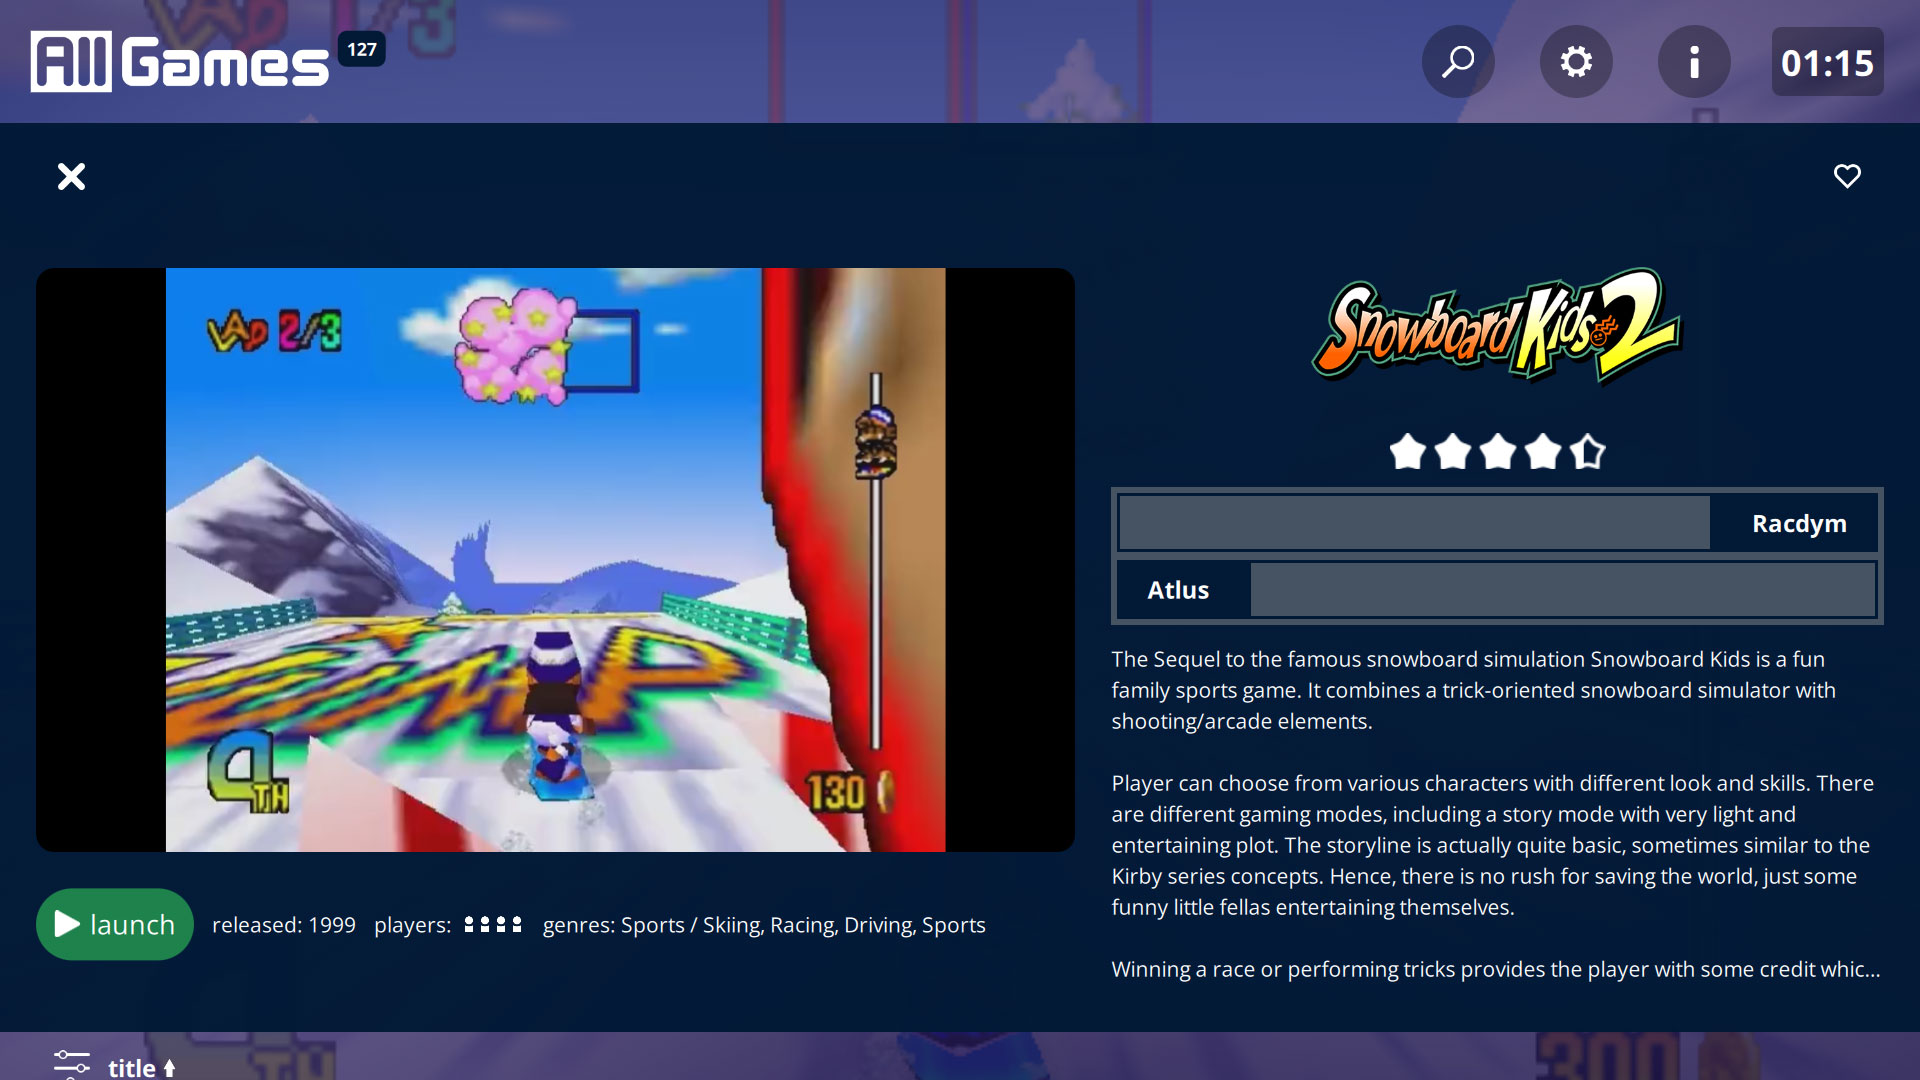 All Games 127
01:15
LAP 2/3
4TH
130
Snowboard Kids 2
Racdym
Atlus
The Sequel to the famous snowboard simulation Snowboard Kids is a fun
family sports game. It combines a trick-oriented snowboard simulator with
shooting/arcade elements.
Player can choose from various characters with different look and skills. There
are different gaming modes, including a story mode with very light and
entertaining plot. The storyline is actually quite basic, sometimes similar to the
Kirby series concepts. Hence, there is no rush for saving the world, just some
funny little fellas entertaining themselves.
Winning a race or performing tricks provides the player with some credit whic...
launch released: 1999 players: genres: Sports / Skiing, Racing, Driving, Sports
title
300